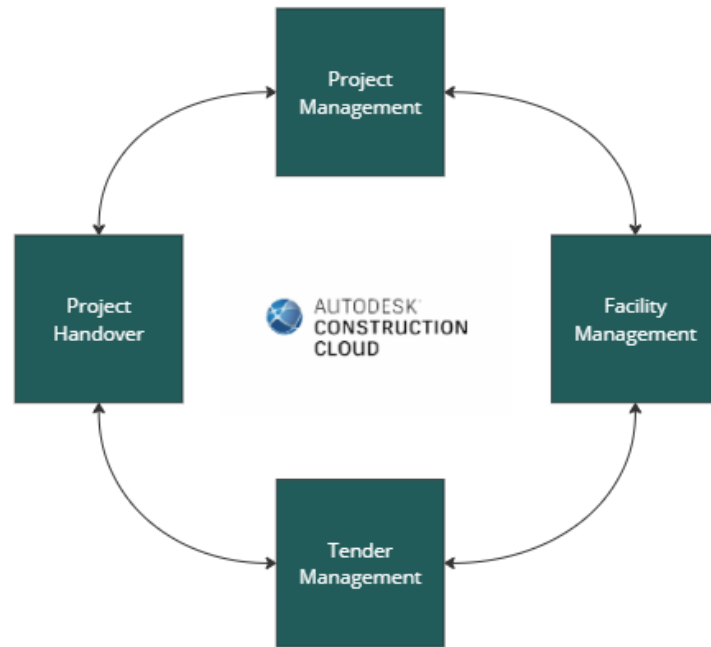 Project
Management
Project
Handover
AUTODESK
CONSTRUCTION
CLOUD
Facility
Management
Tender
Management